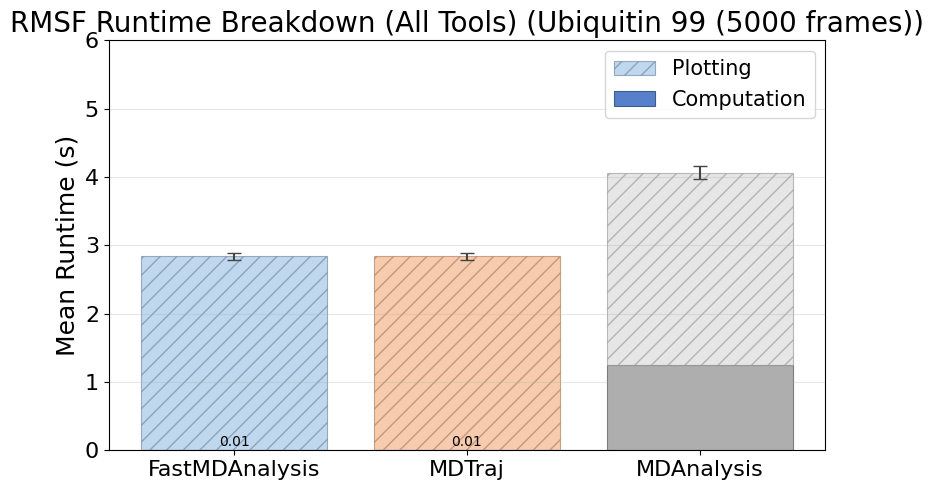 RMSF Runtime Breakdown (All Tools) (Ubiquitin 99 (5000 frames))
Plotting
Computation
Mean Runtime (s)
6
5
4
3
2
1
0
0.01
0.01
FastMDAnalysis
MDTraj
MDAnalysis